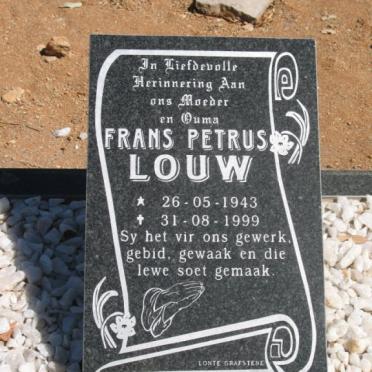 In Liefdevolle
Herinnering Aan
ons Moeder
en Ouma
FRANS PETRUS
LOUW
★ 26-05-1943
✝ 31-08-1999
Sy het vir ons gewerk,
gebid, gewaak en die
lewe soet gemaak.
LONTE GRAFSTENE